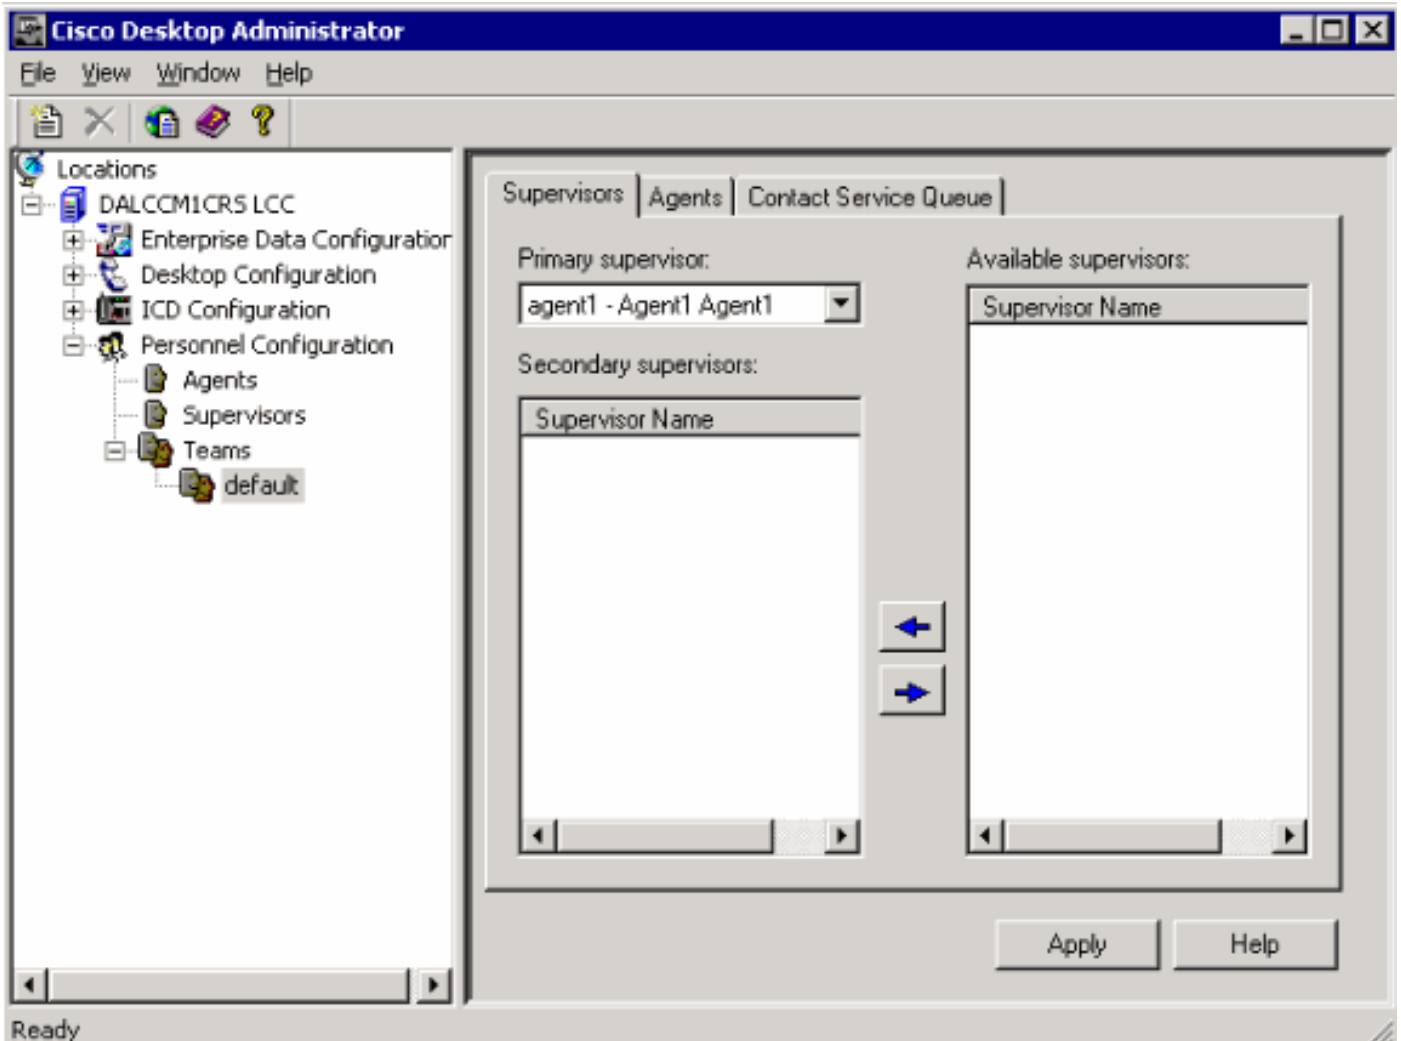 Cisco Desktop Administrator
File View Window Help
Locations
DALCCM1CRS LCC
Enterprise Data Configuration
Desktop Configuration
ICD Configuration
Personnel Configuration
Agents
Supervisors
Teams
default
Supervisors Agents Contact Service Queue
Primary supervisor: Available supervisors:
agent1 - Agent1 Agent1 Supervisor Name
Secondary supervisors:
Supervisor Name
Apply Help
Ready